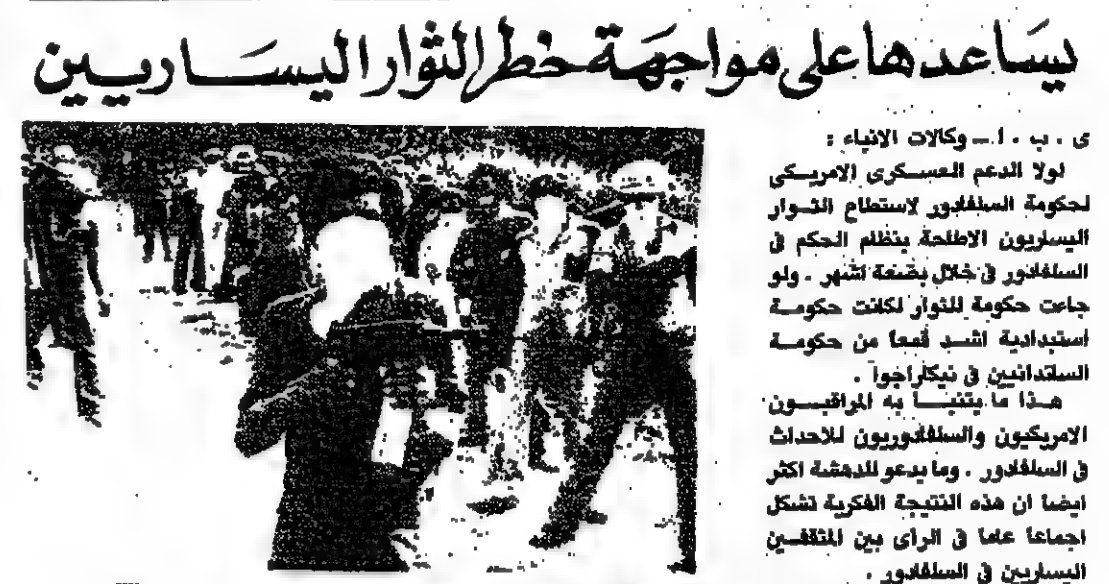 يساعدها على مواجهة خطر الثوار اليساريين
ى . ب . ا ـ وكالات الانباء :
لولا الدعم العسكرى الامريكى
لحكومة السلفادور لاستطاع الثوار
اليساريون الاطاحة بنظام الحكم فى
السلفادور فى خلال بضعة اشهر . ولو
جاءت حكومة للثوار لكانت حكومة
استبدادية اشد قمعا من حكومة
الساندانيين فى نيكاراجوا .
هذا ما يتنبأ به المراقبون
الامريكيون والسلفادوريون للاحداث
فى السلفادور . وما يدعو للدهشة اكثر
ايضا ان هذه النتيجة الفكرية تشكل
اجماعا عاما فى الرأى بين المثقفين
اليساريين فى السلفادور .